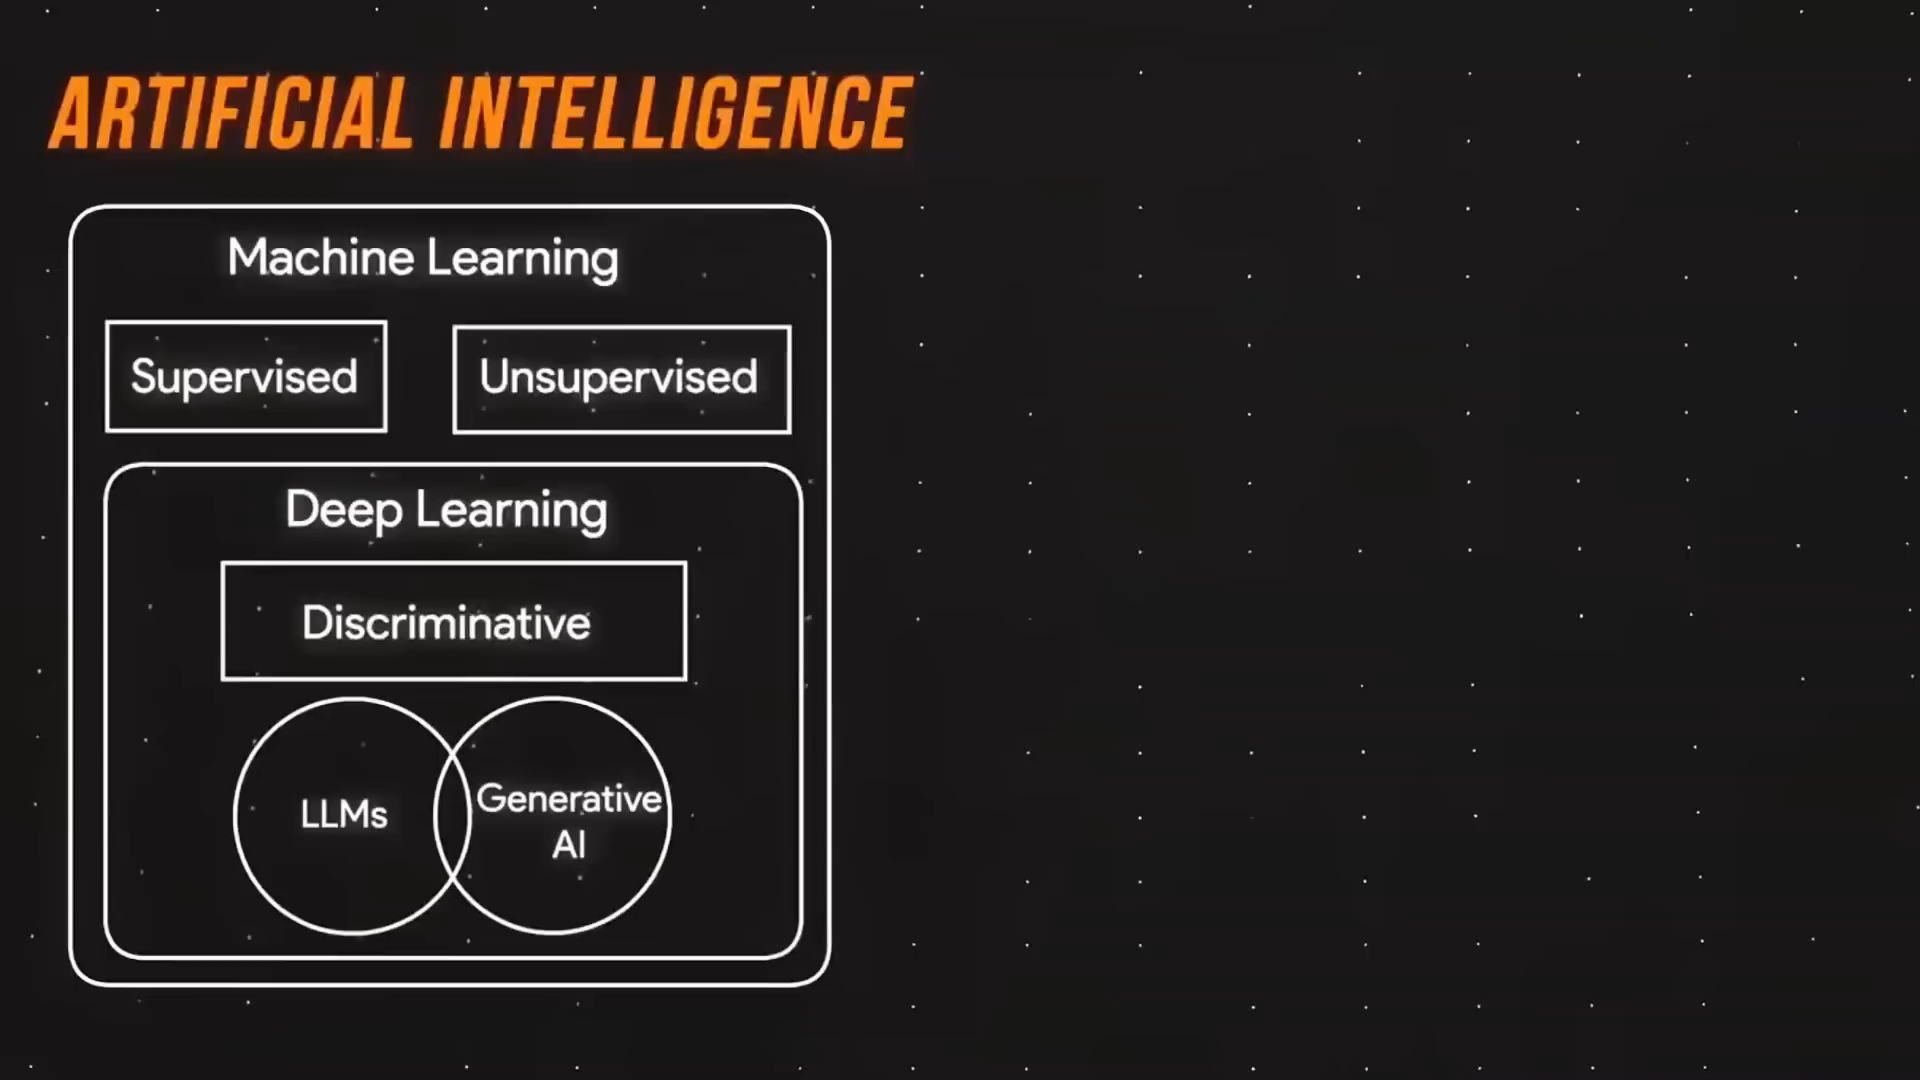 ARTIFICIAL INTELLIGENCE
Machine Learning
Supervised
Unsupervised
Deep Learning
Discriminative
LLMs
Generative
AI